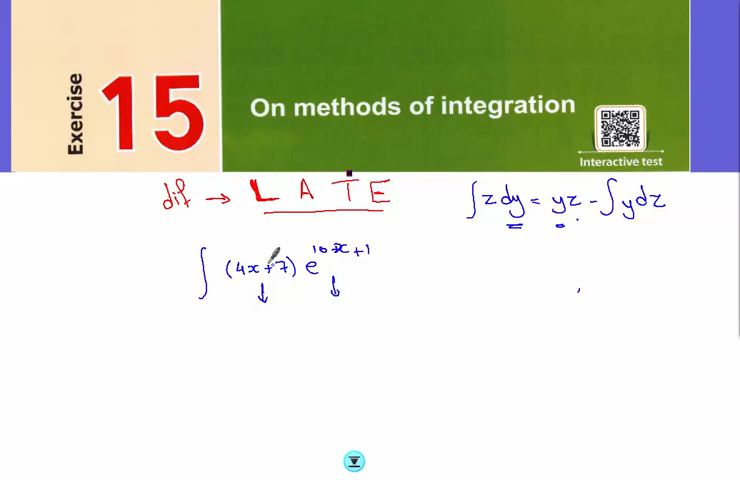 Exercise 15
On methods of integration
Interactive test
dif → L A T E
∫z dy = yz - ∫y dz
∫ (4x+7) e^{10x+1}